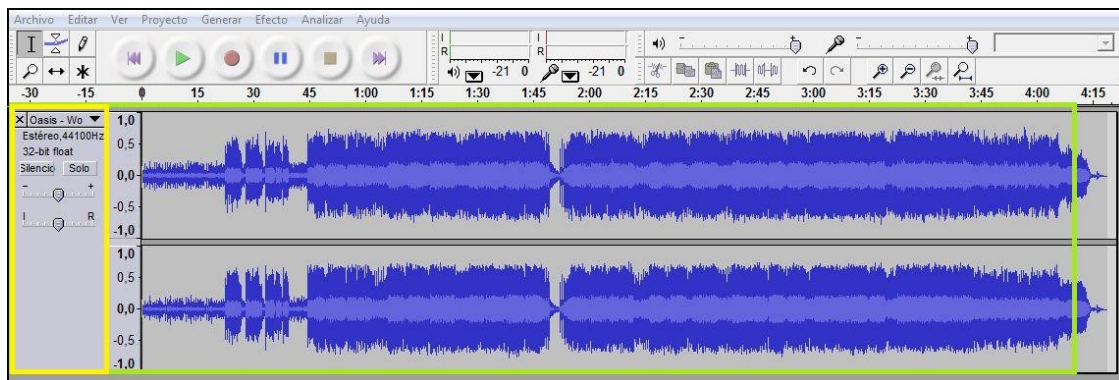 Archivo Editar Ver Proyecto Generar Efecto Analizar Ayuda
I I
R R
-21 0 -21 0
-30 -15 0 15 30 45 1:00 1:15 1:30 1:45 2:00 2:15 2:30 2:45 3:00 3:15 3:30 3:45 4:00 4:15
X Oasis - Wo
Estéreo,44100Hz
32-bit float
Silencio Solo
- +
I R
1,0
0,5
0,0
-0,5
-1,0
1,0
0,5
0,0
-0,5
-1,0